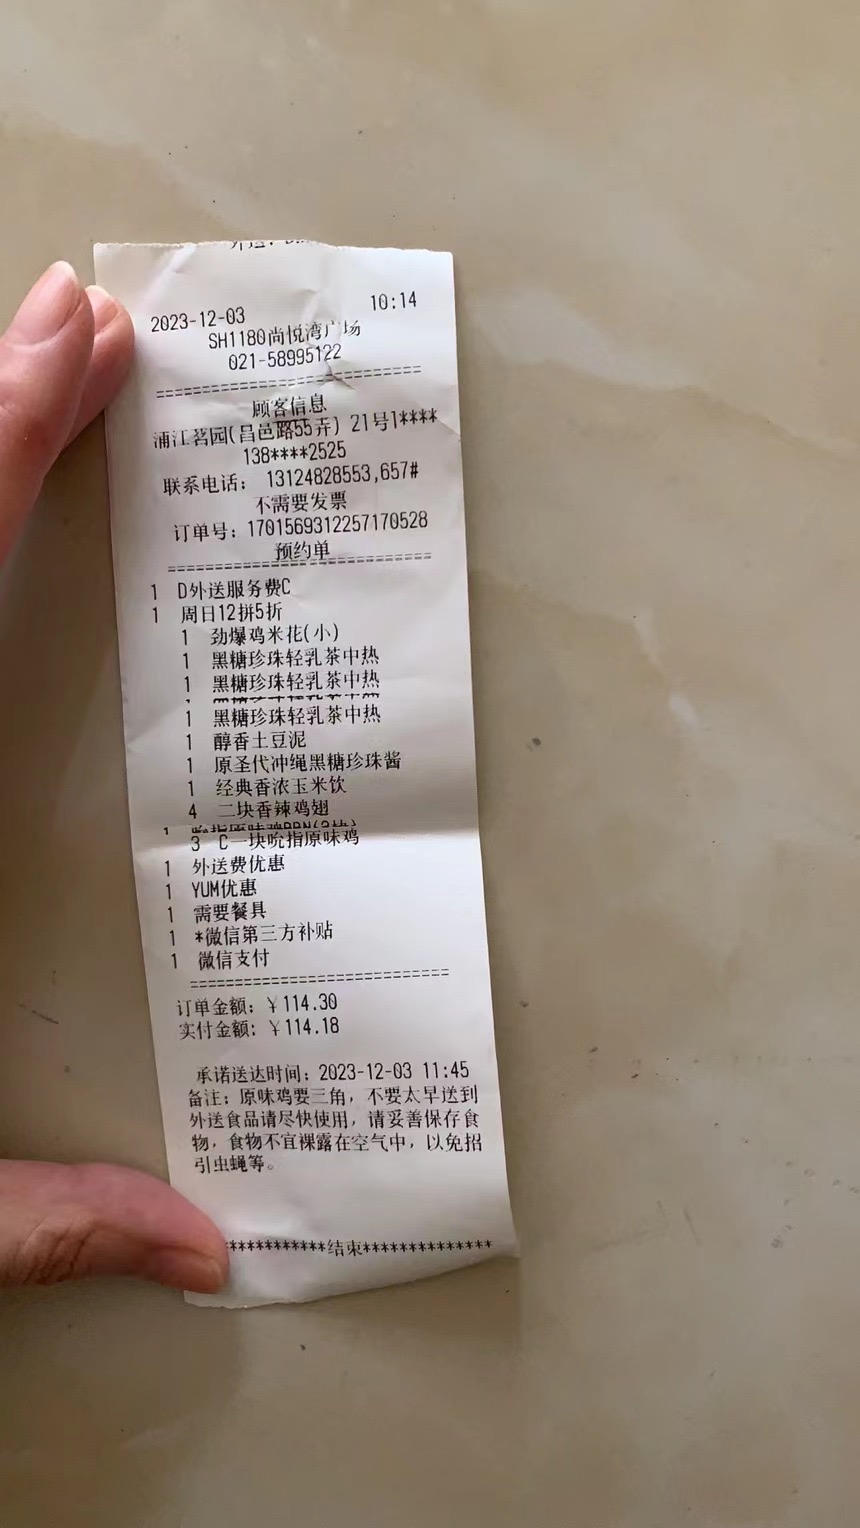 2023-12-03 10:14
SH1180尚悦湾广场
021-58995122
==========================
顾客信息
浦江茗园(昌邑路55弄) 21号1****
138****2525
联系电话: 13124828553,657#
不需要发票
订单号: 1701569312257170528
预约单
==========================
1 D外送服务费C
1 周日12拼5折
1 劲爆鸡米花(小)
1 黑糖珍珠轻乳茶中热
1 黑糖珍珠轻乳茶中热
1 黑糖珍珠轻乳茶中热
1 醇香土豆泥
1 原圣代冲绳黑糖珍珠酱
1 经典香浓玉米饮
4 二块香辣鸡翅
3 C一块吮指原味鸡
1 外送费优惠
1 YUM优惠
1 需要餐具
1 *微信第三方补贴
1 微信支付
==========================
订单金额: ¥114.30
实付金额: ¥114.18
承诺送达时间: 2023-12-03 11:45
备注: 原味鸡要三角, 不要太早送到
外送食品请尽快使用, 请妥善保存食
物, 食物不宜裸露在空气中, 以免招
引虫蝇等。
************结束***************